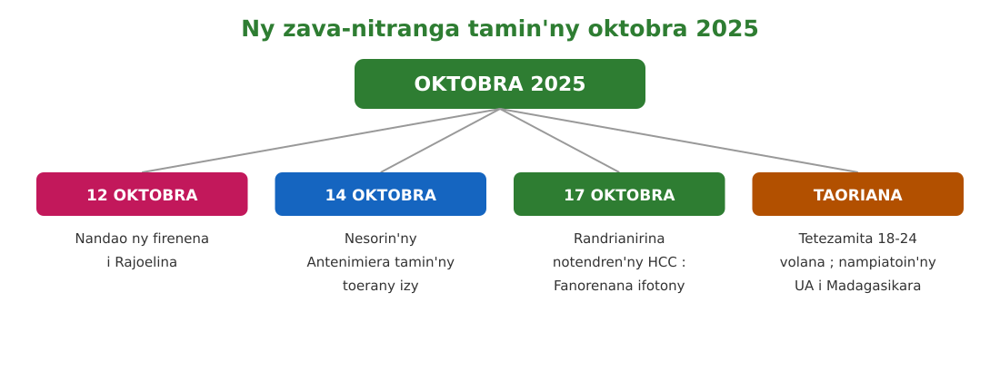 Ny zava-nitranga tamin'ny oktobra 2025
OKTOBRA 2025
12 OKTOBRA
Nandao ny firenena
i Rajoelina
14 OKTOBRA
Nesorin'ny
Antenimiera tamin'ny
toerany izy
17 OKTOBRA
Randrianirina
notendren'ny HCC :
Fanorenana ifotony
TAORIANA
Tetezamita 18-24
volana ; nampiatoin'ny
UA i Madagasikara